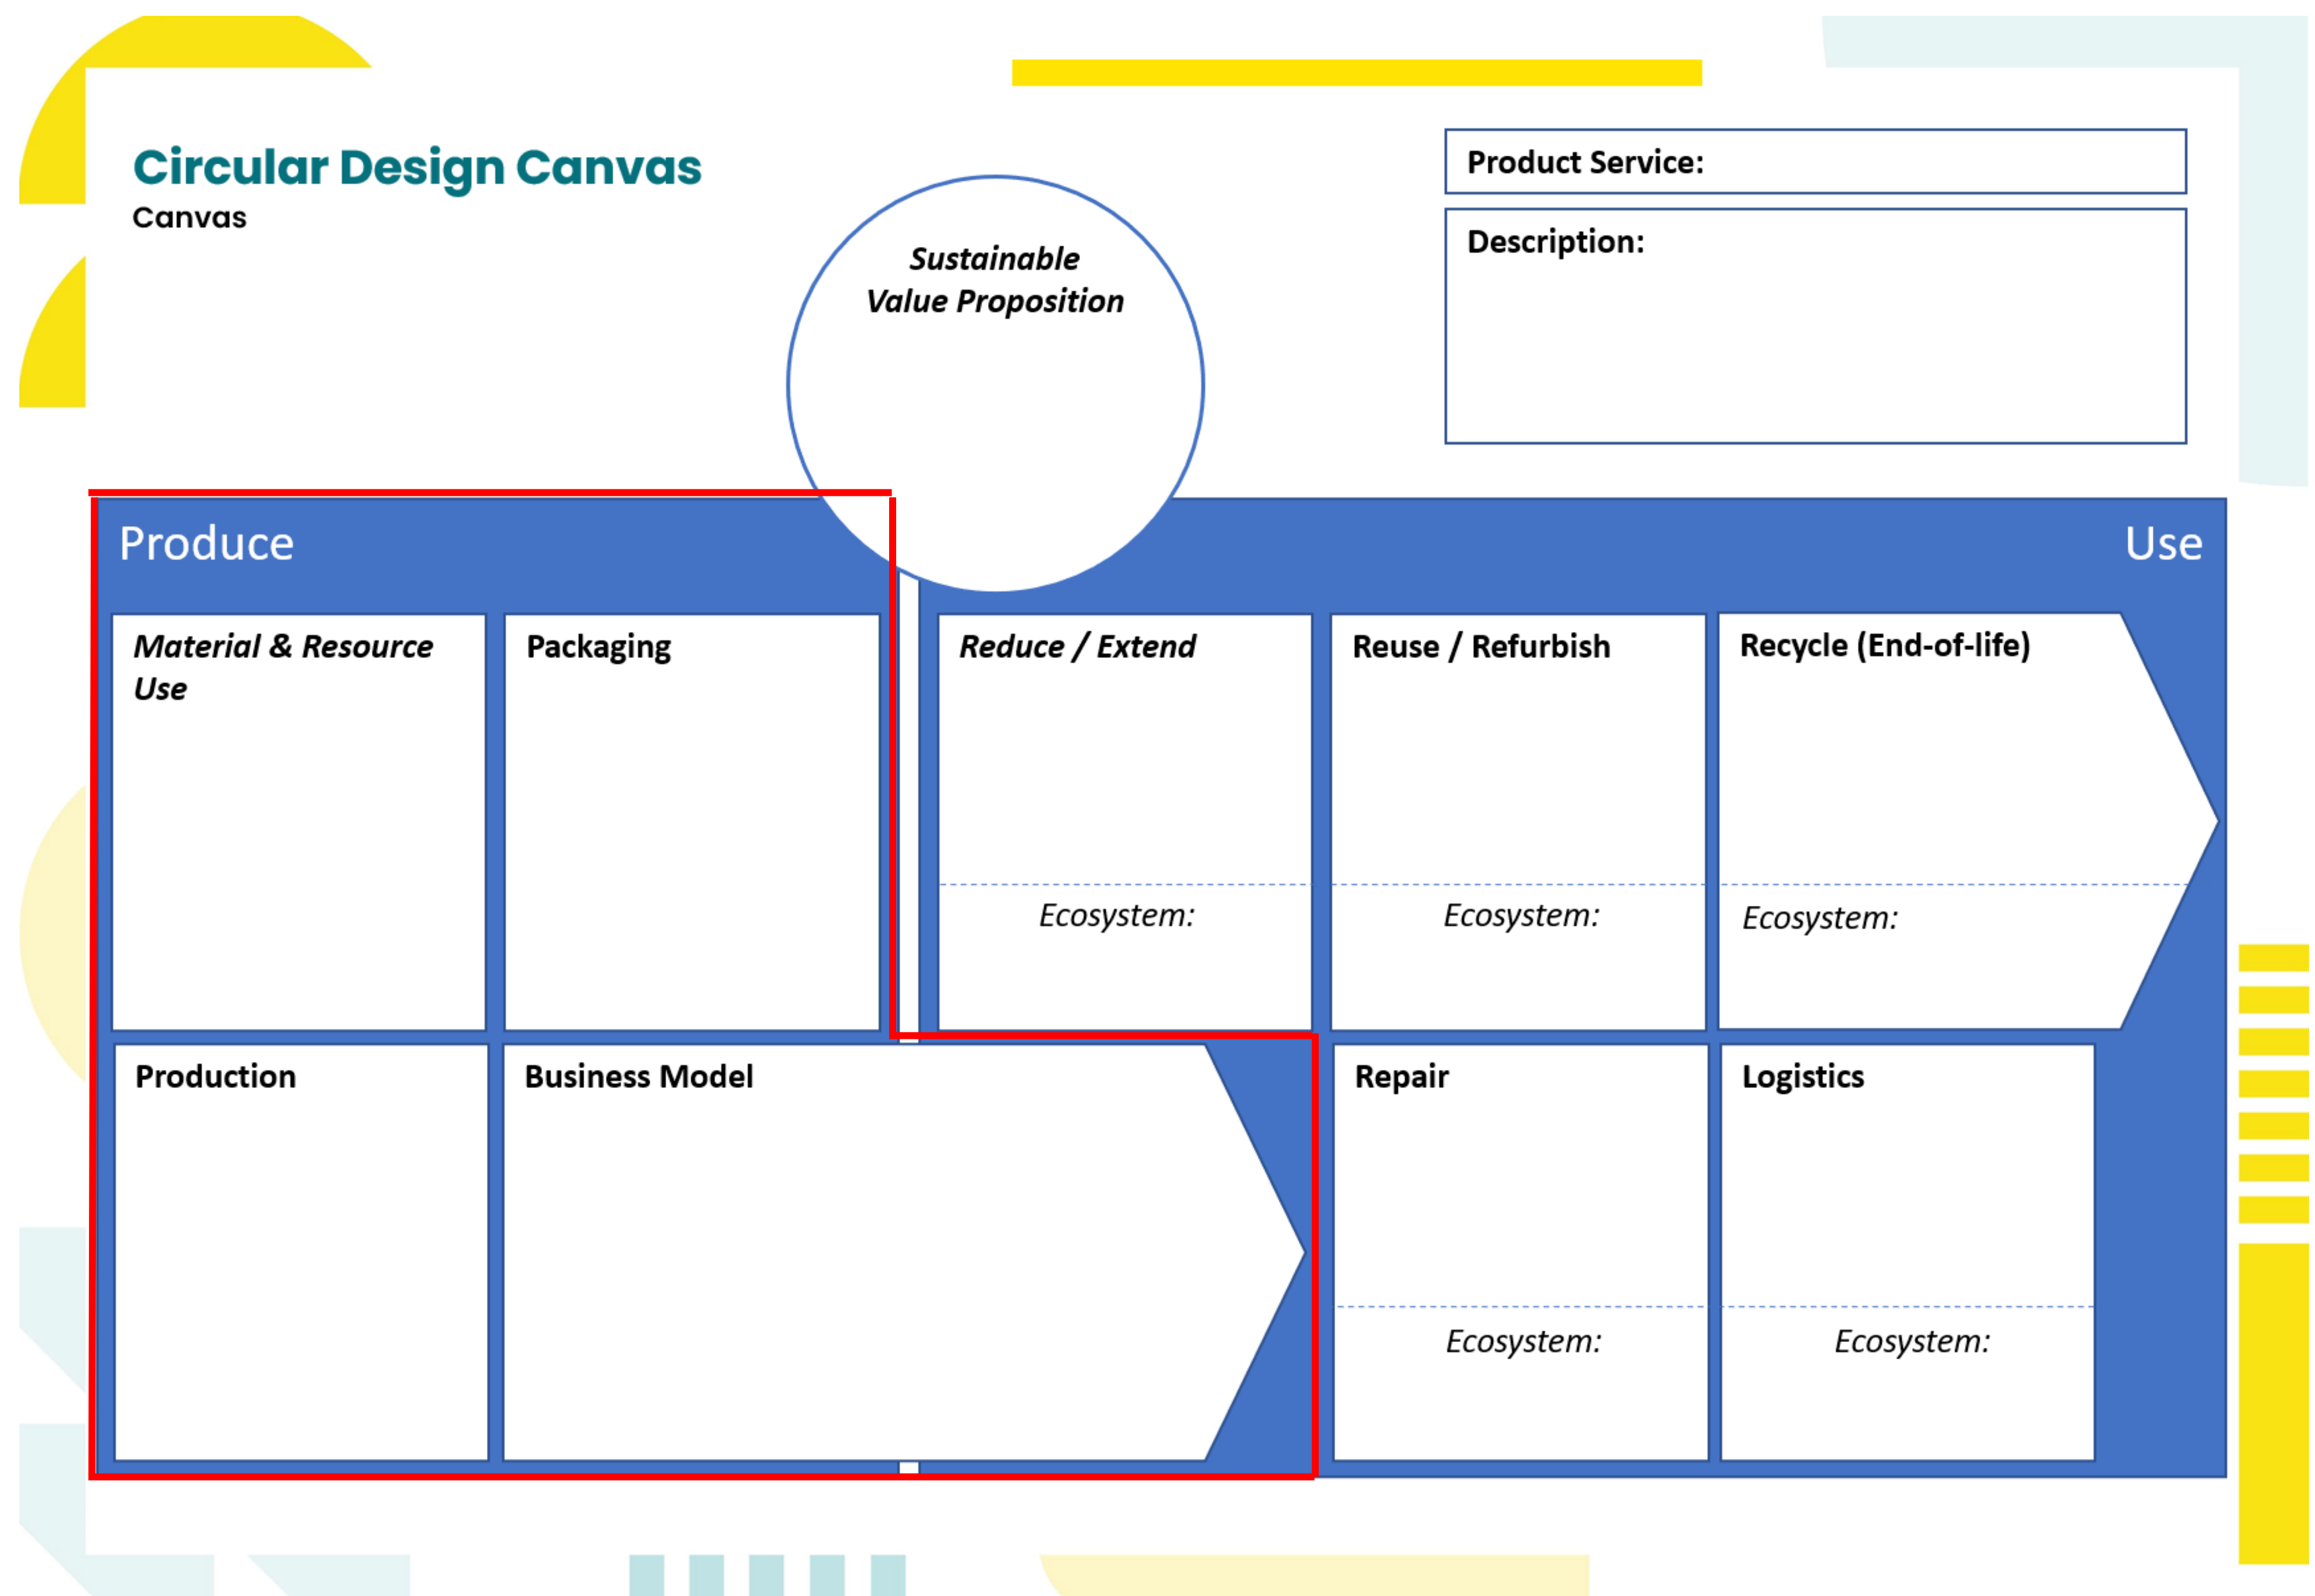 Circular Design Canvas
Canvas
Sustainable
Value Proposition
Product Service:
Description:
Produce
Use
Material & Resource
Use
Packaging
Reduce / Extend
Ecosystem:
Reuse / Refurbish
Ecosystem:
Recycle (End-of-life)
Ecosystem:
Production
Business Model
Repair
Ecosystem:
Logistics
Ecosystem: